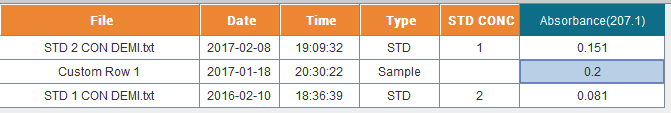 File Date Time Type STD CONC Absorbance(207.1)
STD 2 CON DEMI.txt 2017-02-08 19:09:32 STD 1 0.151
Custom Row 1 2017-01-18 20:30:22 Sample 0.2
STD 1 CON DEMI.txt 2016-02-10 18:36:39 STD 2 0.081